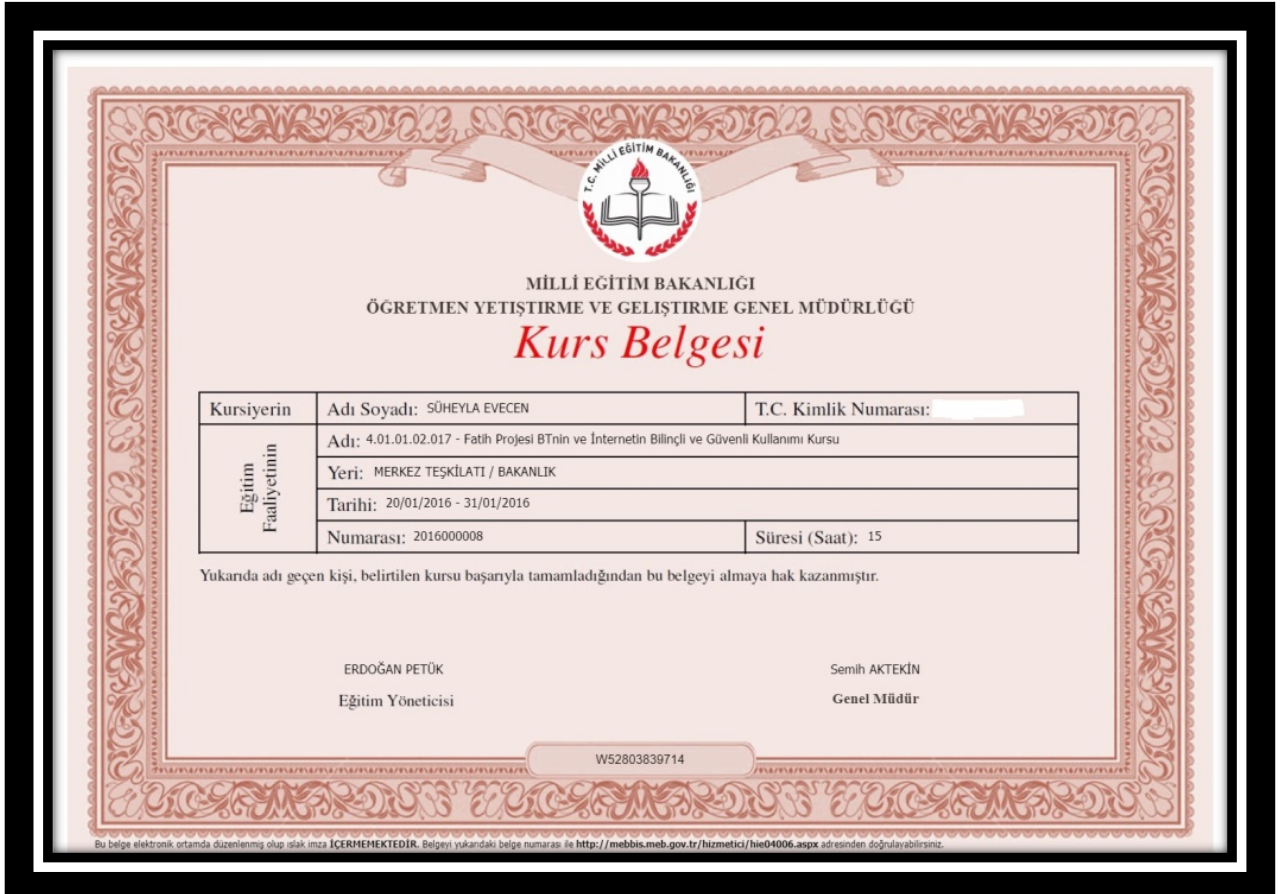 T.C. MİLLİ EĞİTİM BAKANLIĞI
MİLLİ EĞİTİM BAKANLIĞI
ÖĞRETMEN YETİŞTİRME VE GELİŞTİRME GENEL MÜDÜRLÜĞÜ
Kurs Belgesi
Kursiyerin Adı Soyadı: SÜHEYLA EVECEN T.C. Kimlik Numarası:
Eğitim Faaliyetinin
Adı: 4.01.01.02.017 - Fatih Projesi BTnin ve İnternetin Bilinçli ve Güvenli Kullanımı Kursu
Yeri: MERKEZ TEŞKİLATI / BAKANLIK
Tarihi: 20/01/2016 - 31/01/2016
Numarası: 2016000008 Süresi (Saat): 15
Yukarıda adı geçen kişi, belirtilen kursu başarıyla tamamladığından bu belgeyi almaya hak kazanmıştır.
ERDOĞAN PETÜK Semih AKTEKİN
Eğitim Yöneticisi Genel Müdür
W52803839714
Bu belge elektronik ortamda düzenlenmiş olup ıslak imza İÇERMEMEKTEDİR. Belgeyi yukarıdaki belge numarası ile http://mebbis.meb.gov.tr/hizmetici/hie04006.aspx adresinden doğrulayabilirsiniz.